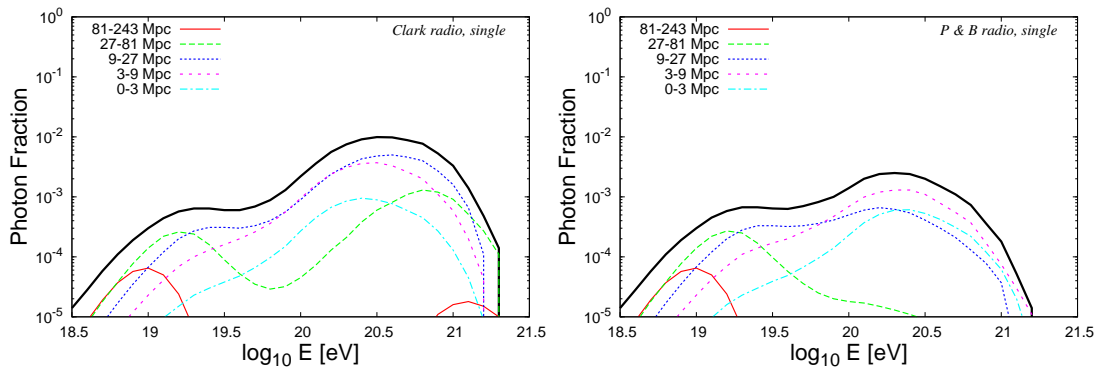 Photon Fraction
10^0
10^-1
10^-2
10^-3
10^-4
10^-5
Clark radio, single
81-243 Mpc
27-81 Mpc
9-27 Mpc
3-9 Mpc
0-3 Mpc
18.5 19 19.5 20 20.5 21 21.5
log10 E [eV]
Photon Fraction
10^0
10^-1
10^-2
10^-3
10^-4
10^-5
P & B radio, single
81-243 Mpc
27-81 Mpc
9-27 Mpc
3-9 Mpc
0-3 Mpc
18.5 19 19.5 20 20.5 21 21.5
log10 E [eV]